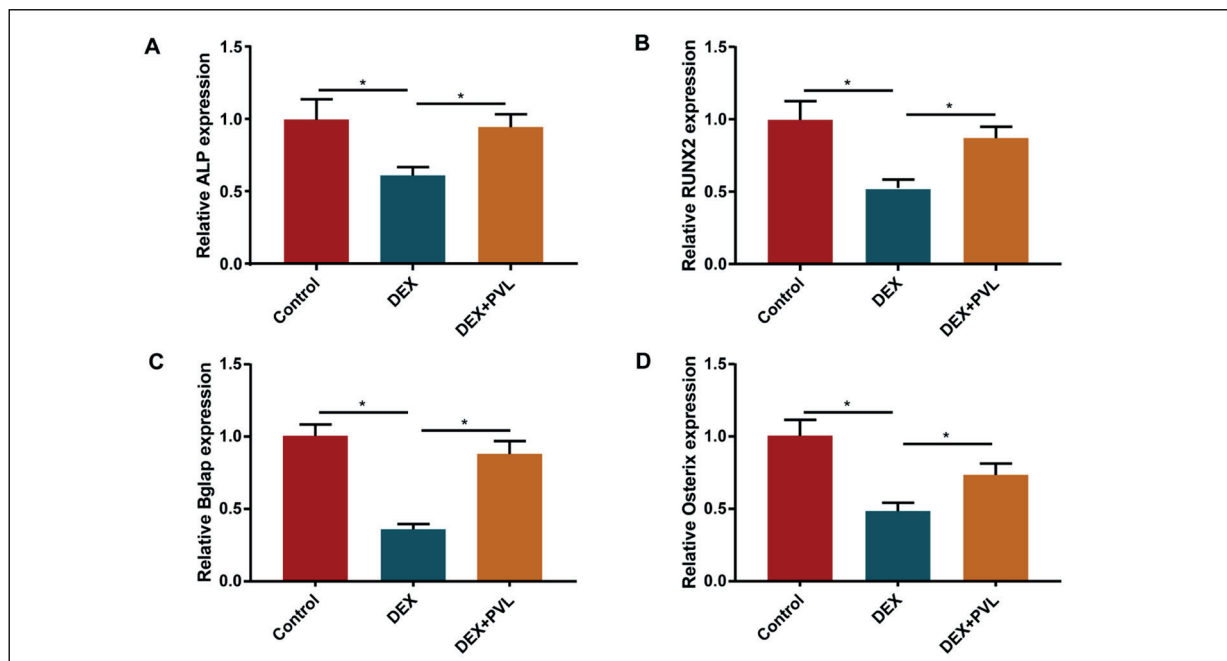 A
Relative ALP expression
1.5
1.0
0.5
0.0
*
*
Control
DEX
DEX+PVL
B
Relative RUNX2 expression
1.5
1.0
0.5
0.0
*
*
Control
DEX
DEX+PVL
C
Relative Bglap expression
1.5
1.0
0.5
0.0
*
*
Control
DEX
DEX+PVL
D
Relative Osterix expression
1.5
1.0
0.5
0.0
*
*
Control
DEX
DEX+PVL